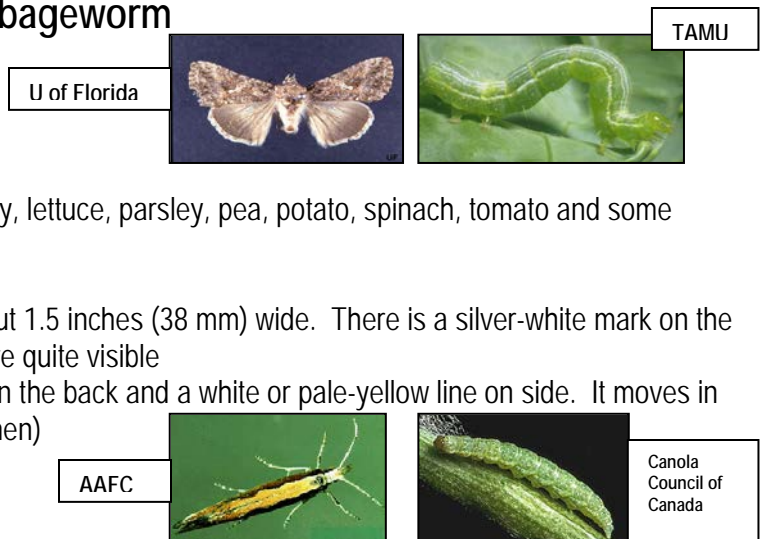 bageworm
TAMU
U of Florida
y, lettuce, parsley, pea, potato, spinach, tomato and some
ut 1.5 inches (38 mm) wide. There is a silver-white mark on the
e quite visible
n the back and a white or pale-yellow line on side. It moves in
nen)
AAFC
Canola
Council of
Canada